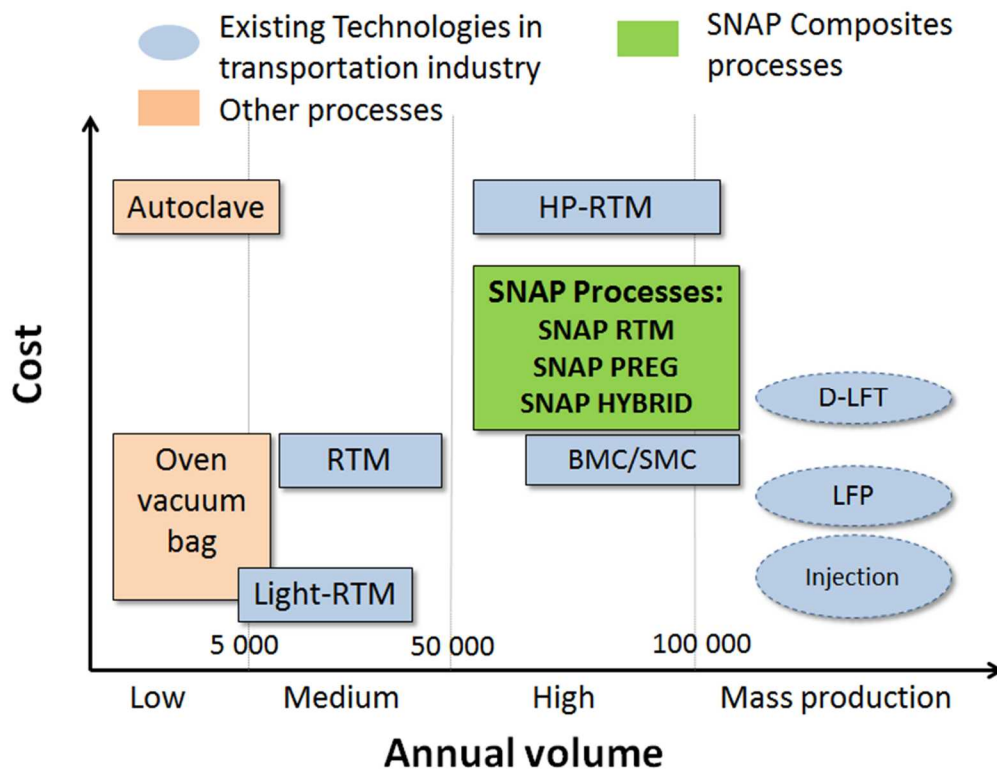 Existing Technologies in
transportation industry
SNAP Composites
processes
Other processes
Cost
Autoclave
HP-RTM
SNAP Processes:
SNAP RTM
SNAP PREG
SNAP HYBRID
D-LFT
Oven
vacuum
bag
RTM
BMC/SMC
LFP
Light-RTM
Injection
5 000
50 000
100 000
Low
Medium
High
Mass production
Annual volume